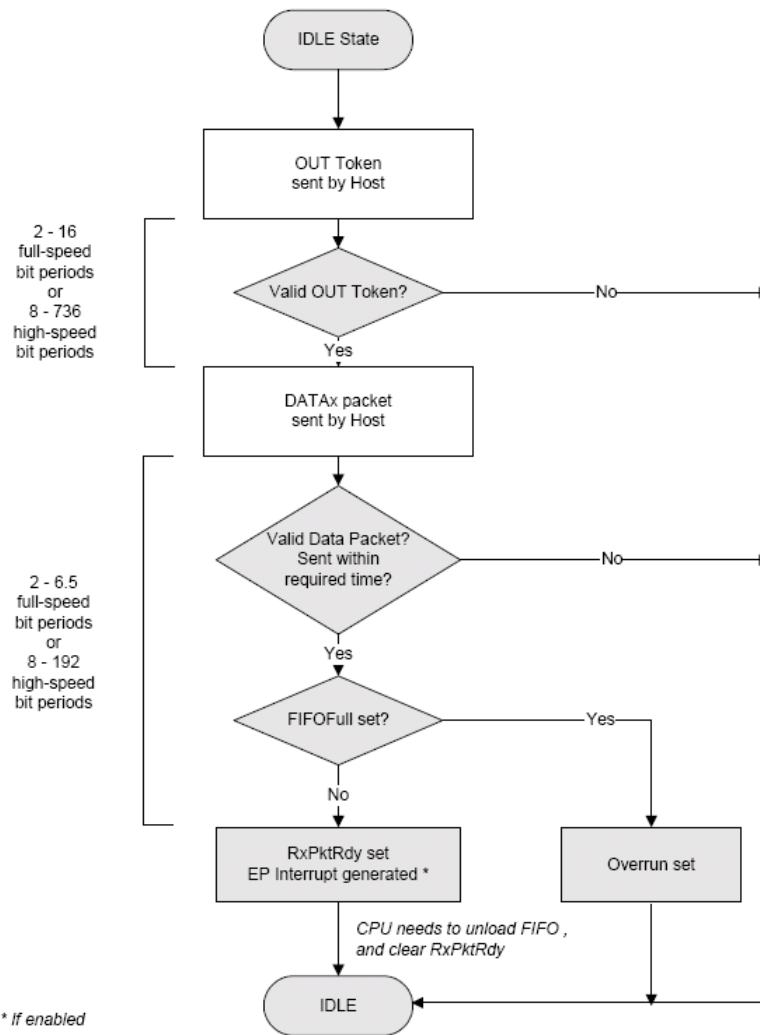 IDLE State
OUT Token
sent by Host
2 - 16
full-speed
bit periods
or
8 - 736
high-speed
bit periods
Valid OUT Token?
No
Yes
DATAx packet
sent by Host
Valid Data Packet?
Sent within
required time?
No
2 - 6.5
full-speed
bit periods
or
8 - 192
high-speed
bit periods
Yes
FIFOFull set?
Yes
No
RxPktRdy set
EP Interrupt generated *
Overrun set
CPU needs to unload FIFO ,
and clear RxPktRdy
IDLE
* If enabled